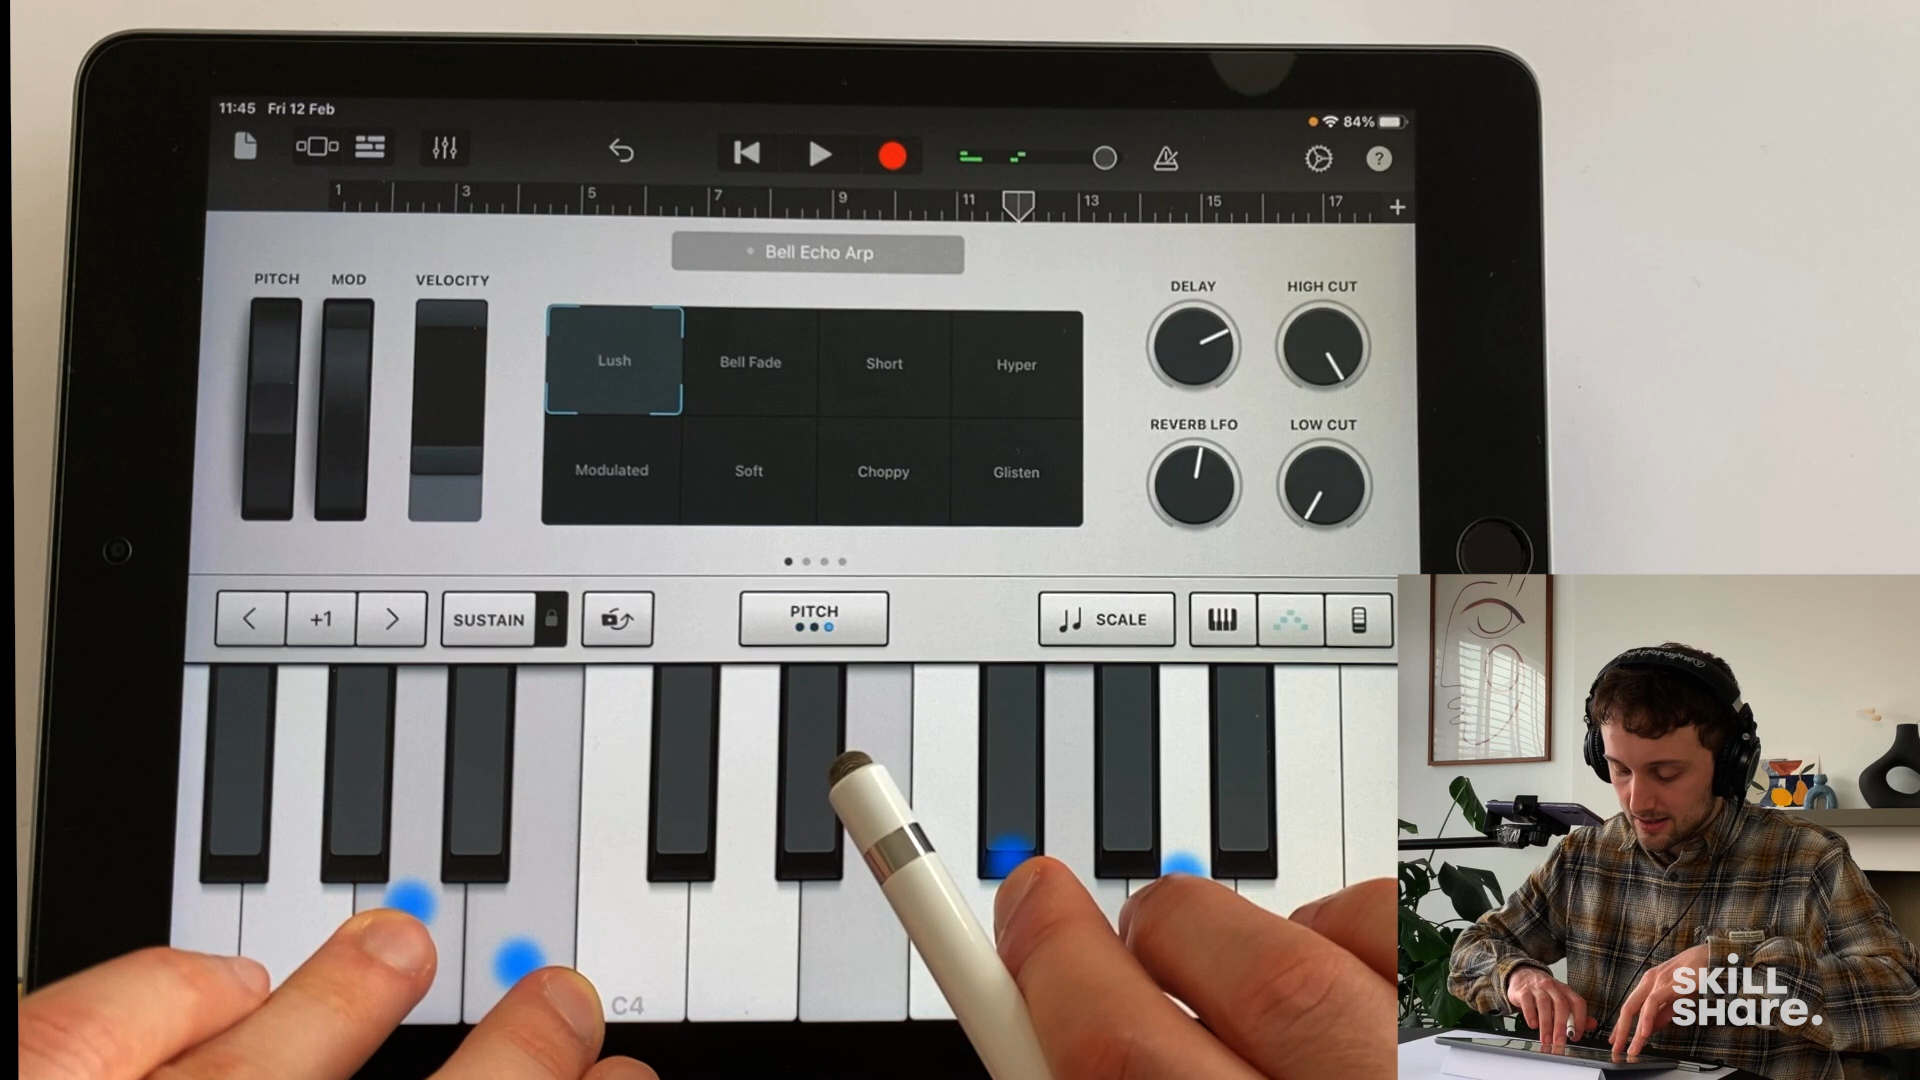 11:45 Fri 12 Feb
84%
?
1 3 5 7 9 11 13 15 17 +
Bell Echo Arp
PITCH MOD VELOCITY
DELAY HIGH CUT
Lush Bell Fade Short Hyper
REVERB LFO LOW CUT
Modulated Soft Choppy Glisten
+1 SUSTAIN PITCH SCALE
C4
audio-technica
SKILL
SHare.